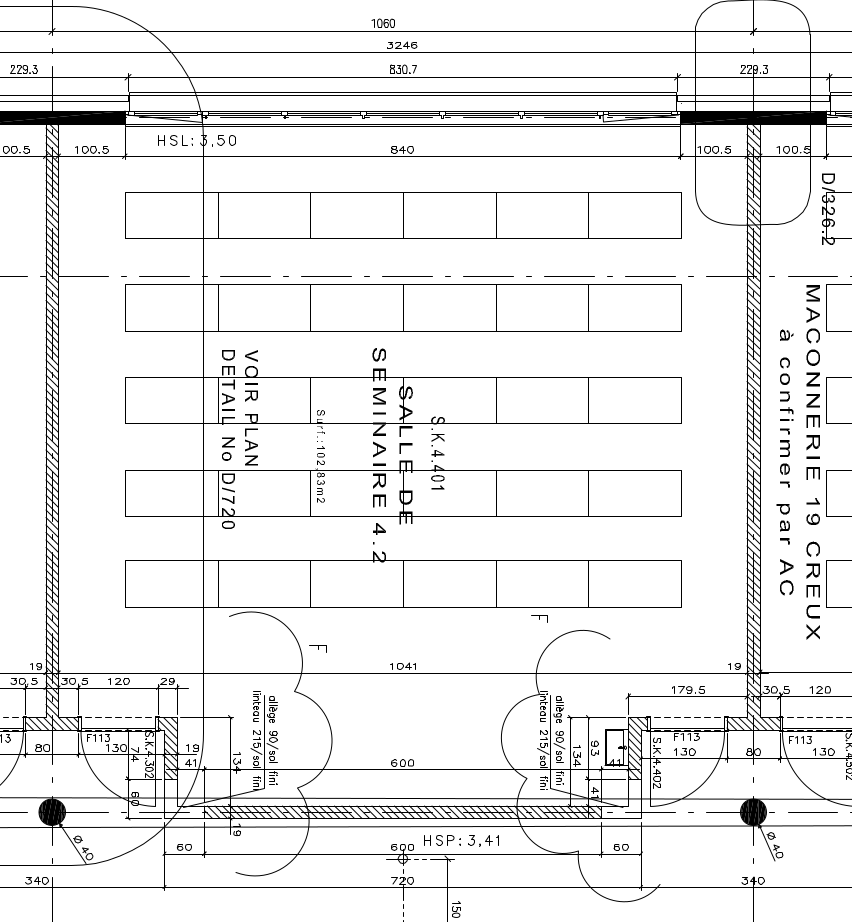 1060
3246
229.3
830.7
229.3
HSL: 3,50
00.5
100.5
840
100.5
100.5
D/326.2
MACONNERIE 19 CREUX
à confirmer par AC
VOIR PLAN
DETAIL No D/720
Surf.:102,83m2
S.K.4.401
SALLE DE
SEMINAIRE 4.2
F
F
19
1041
19
30.5
30.5
120
29
179.5
30.5
120
allège 90/sol fini
linteau 215/sol fini
allège 90/sol fini
linteau 215/sol fini
13
F113
80
130
S.K.4.302
74
19
41
134
600
134
93
41
S.K.4.402
F113
130
80
F113
130
S.K.4.502
60
41
19
Ø 40
HSP: 3,41
Ø 40
60
600
60
340
720
340
150